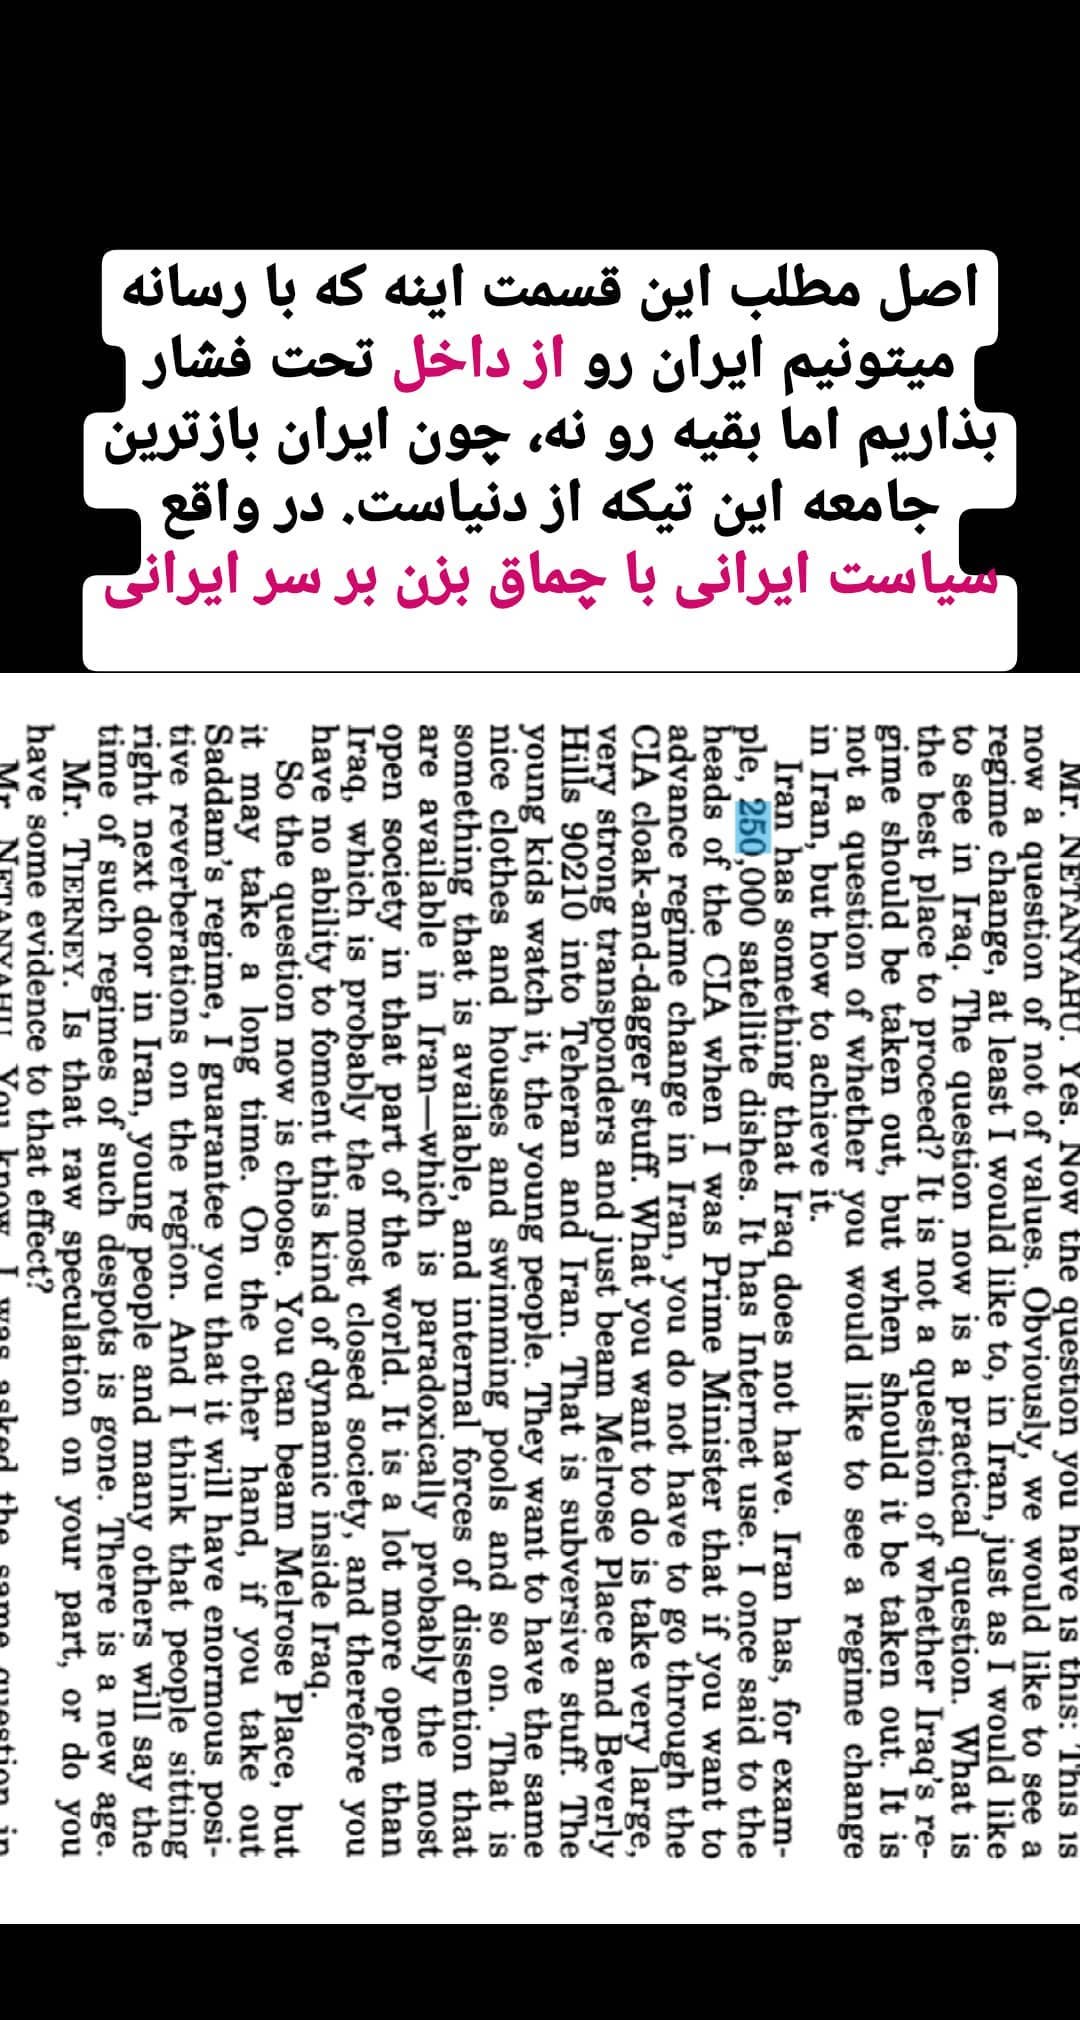 اصل مطلب این قسمت اینه که با رسانه
میتونیم ایران رو از داخل تحت فشار
بذاریم اما بقیه رو نه، چون ایران بازترین
جامعه این تیکه از دنیاست. در واقع
سیاست ایرانی با چماق بزن بر سر ایرانی
Mr. NETANYAHU. Yes. Now the question you have is this: This is
now a question of not of values. Obviously, we would like to see a
regime change, at least I would like to, in Iran, just as I would like
to see in Iraq. The question now is a practical question. What is
the best place to proceed? It is not a question of whether Iraq's re-
gime should be taken out, but when should it be taken out. It is
not a question of whether you would like to see a regime change
in Iran, but how to achieve it.
Iran has something that Iraq does not have. Iran has, for exam-
ple, 250,000 satellite dishes. It has Internet use. I once said to the
heads of the CIA when I was Prime Minister that if you want to
advance regime change in Iran, you do not have to go through the
CIA cloak-and-dagger stuff. What you want to do is take very large,
very strong transponders and just beam Melrose Place and Beverly
Hills 90210 into Teheran and Iran. That is subversive stuff. The
young kids watch it, the young people. They want to have the same
nice clothes and houses and swimming pools and so on. That is
something that is available, and internal forces of dissention that
are available in Iran—which is paradoxically probably the most
open society in that part of the world. It is a lot more open than
Iraq, which is probably the most closed society, and therefore you
have no ability to foment this kind of dynamic inside Iraq.
So the question now is choose. You can beam Melrose Place, but
it may take a long time. On the other hand, if you take out
Saddam's regime, I guarantee you that it will have enormous posi-
tive reverberations on the region. And I think that people sitting
right next door in Iran, young people and many others will say the
time of such regimes of such despots is gone. There is a new age.
Mr. TIERNEY. Is that raw speculation on your part, or do you
have some evidence to that effect?
Mr. NETANYAHU. You know, I was asked the same question in